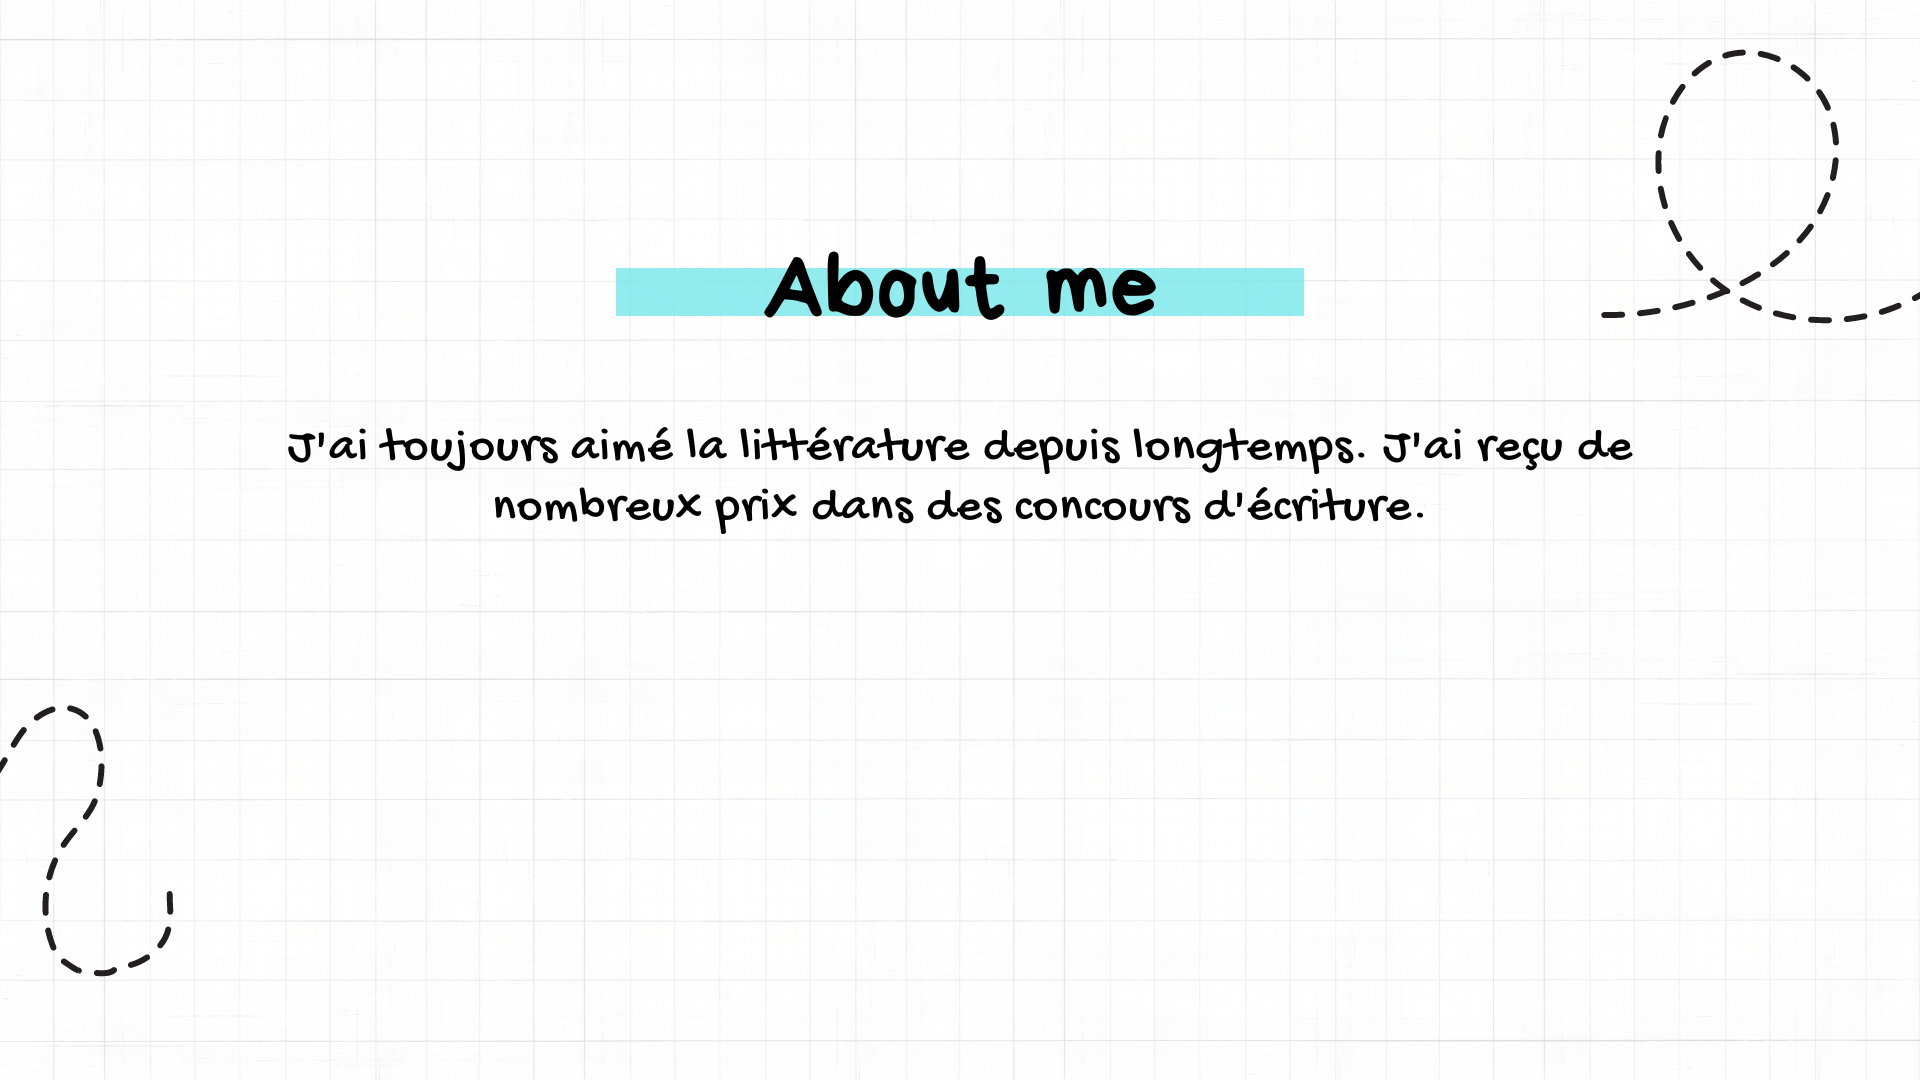 About me
J'ai toujours aimé la littérature depuis longtemps. J'ai reçu de
nombreux prix dans des concours d'écriture.